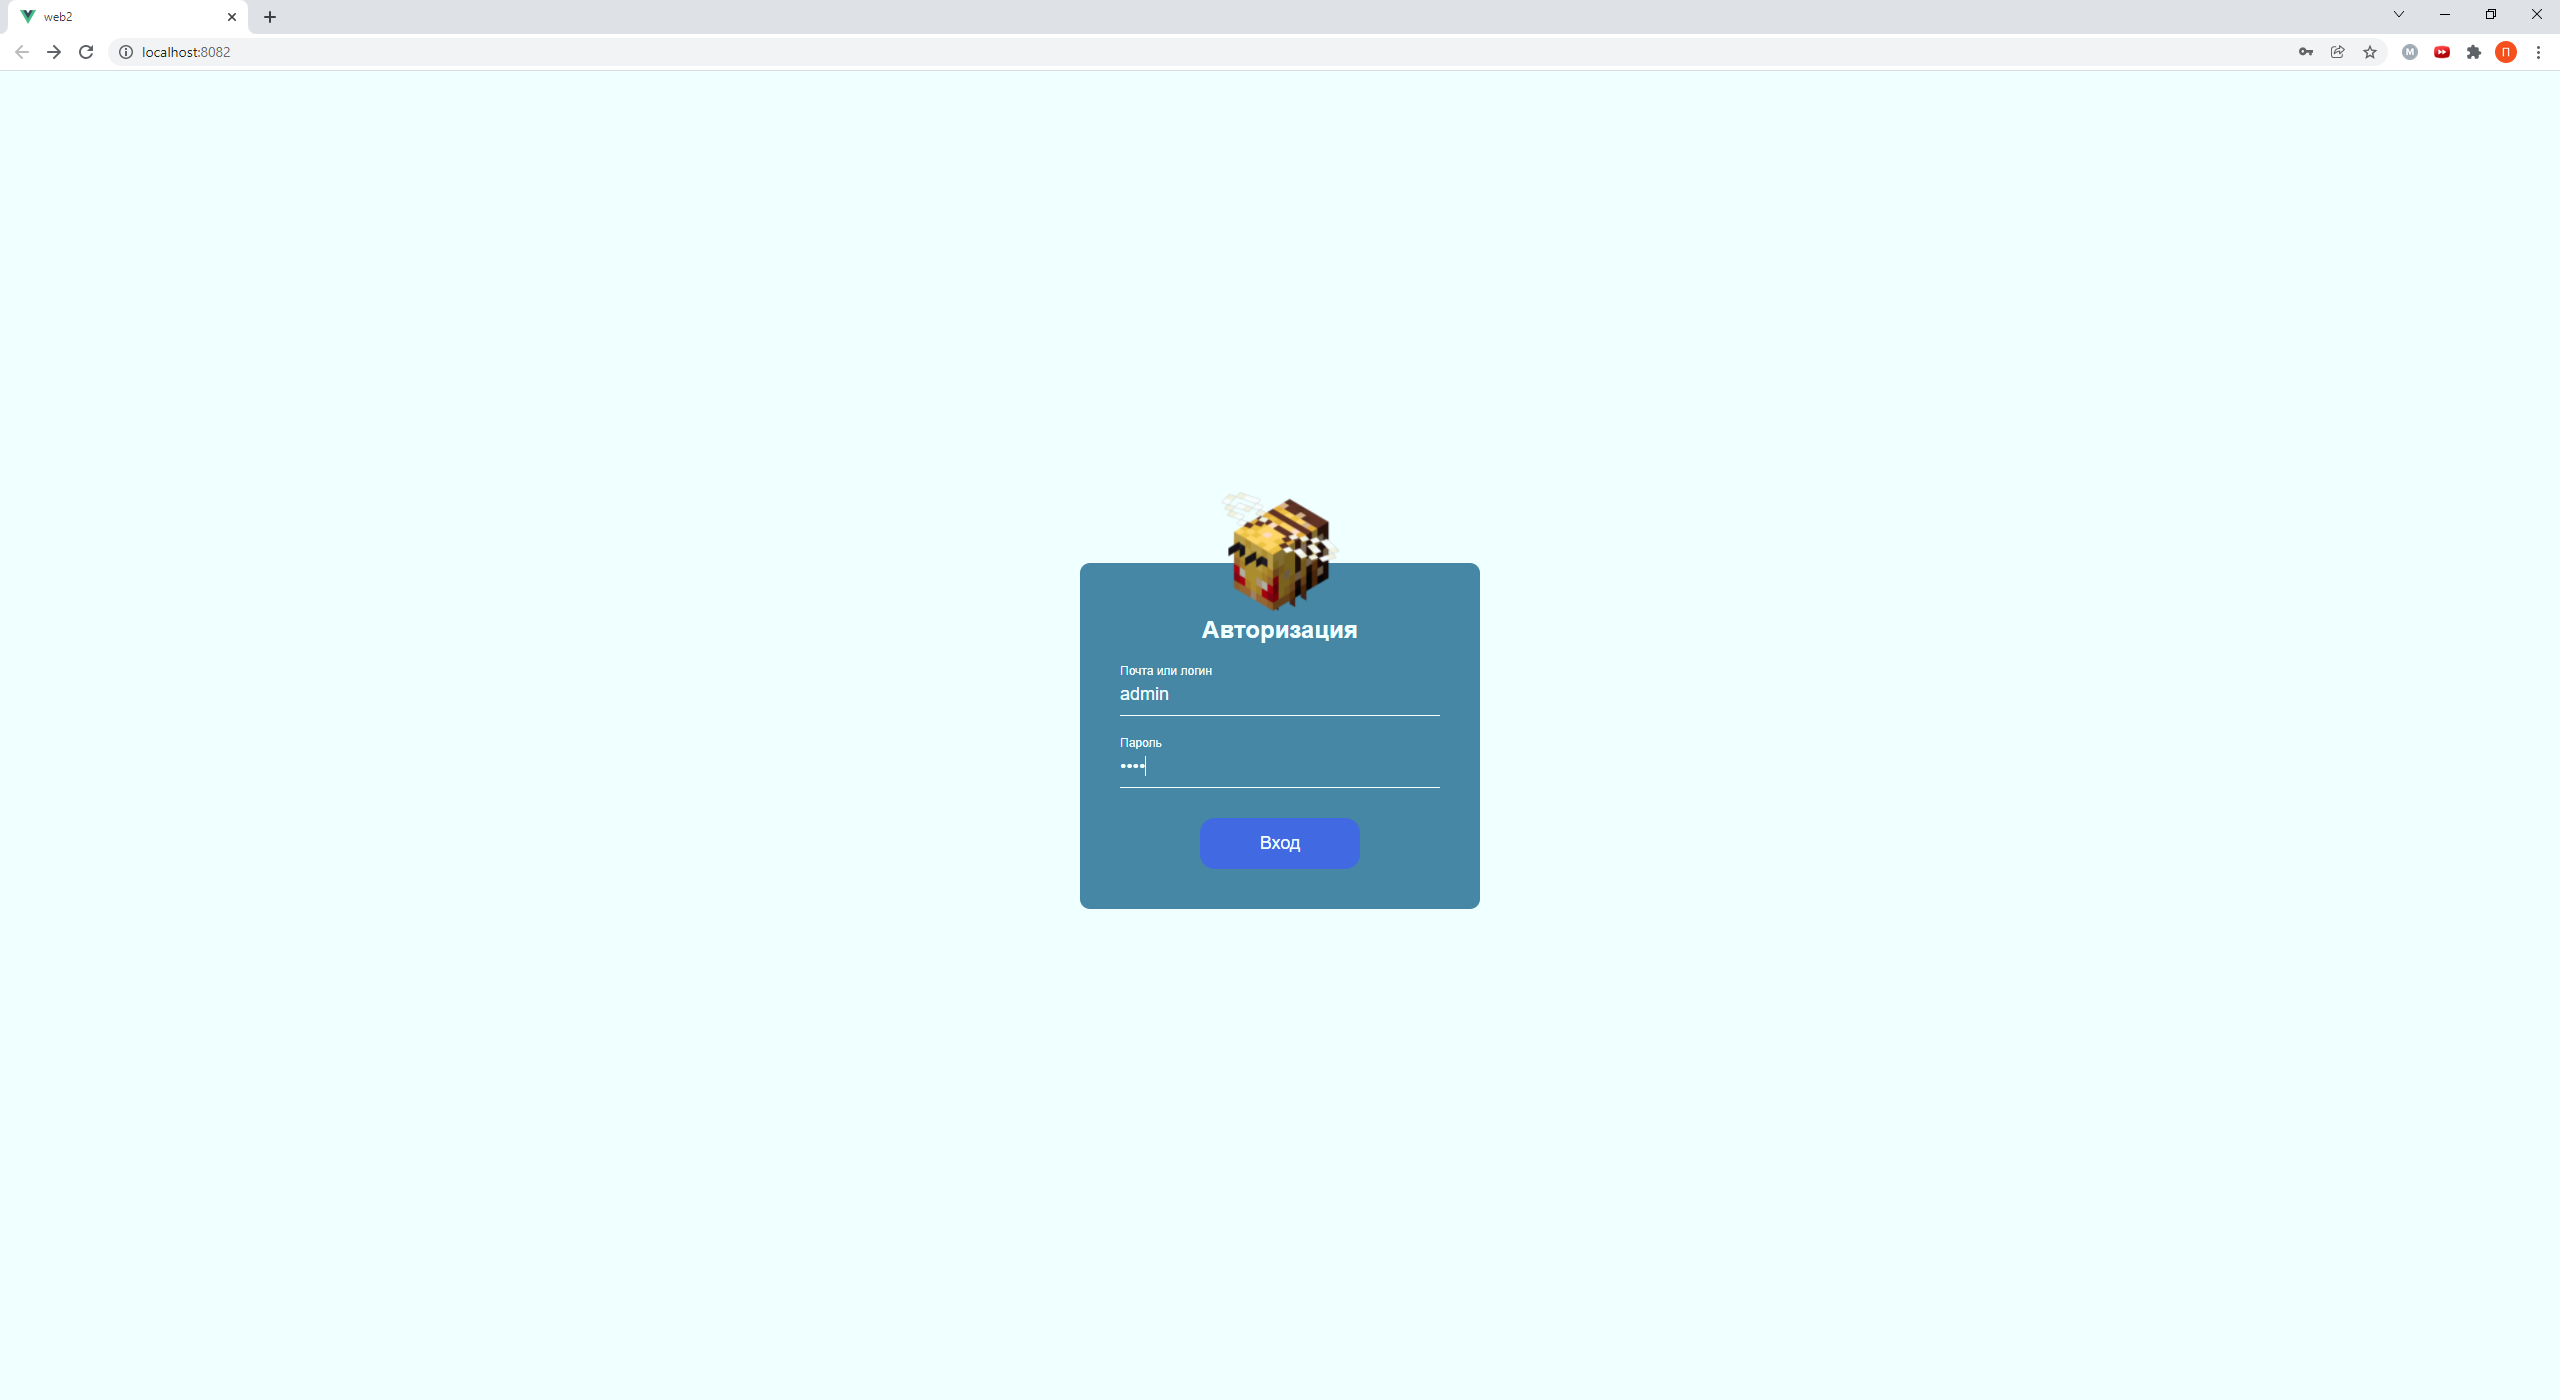 web2
localhost:8082
M
П
Авторизация
Почта или логин
admin
Пароль
••••
Вход